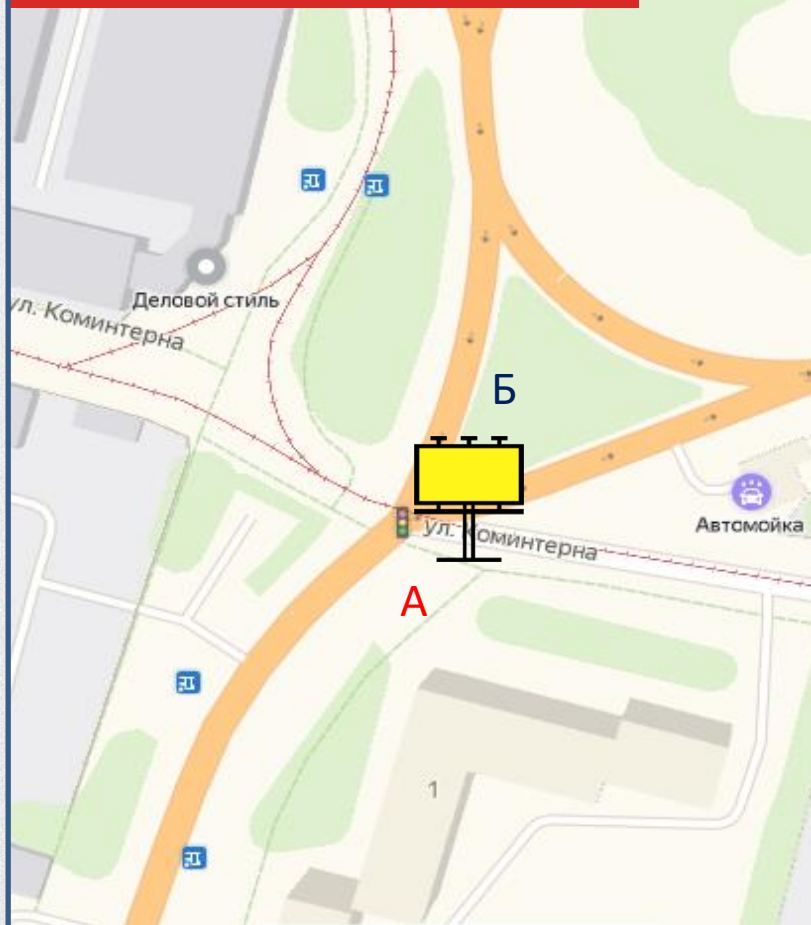 Деловой стиль
ул. Коминтерна
Б
Автомойка
ул. Коминтерна
А
1